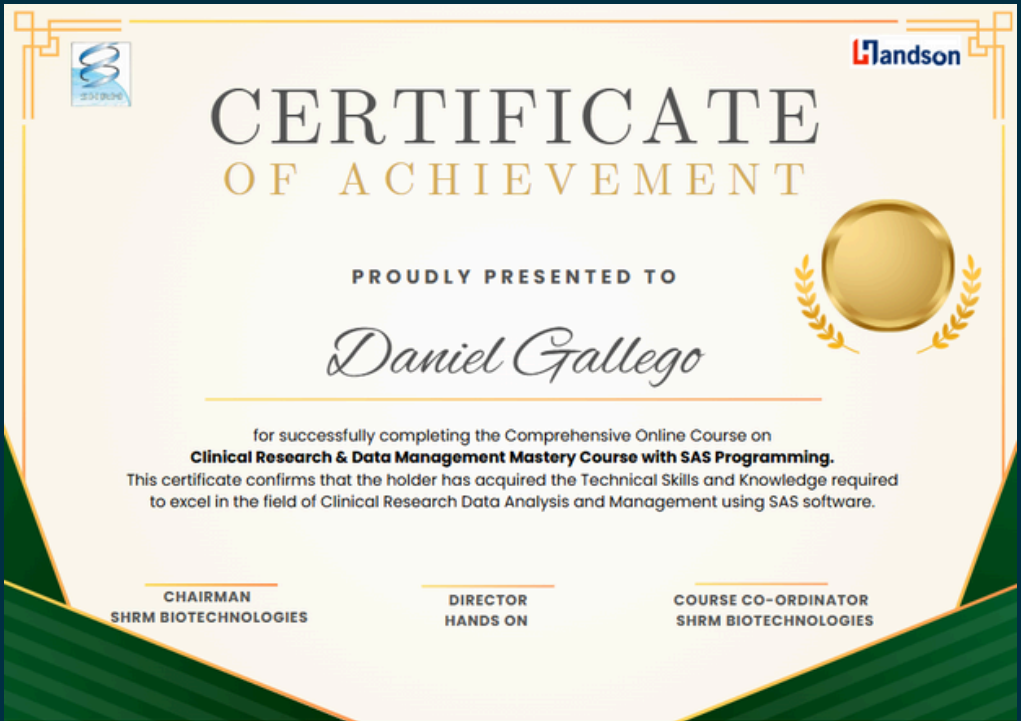 Handson
CERTIFICATE
OF ACHIEVEMENT
PROUDLY PRESENTED TO
Daniel Gallego
for successfully completing the Comprehensive Online Course on
Clinical Research & Data Management Mastery Course with SAS Programming.
This certificate confirms that the holder has acquired the Technical Skills and Knowledge required
to excel in the field of Clinical Research Data Analysis and Management using SAS software.
CHAIRMAN
SHRM BIOTECHNOLOGIES
DIRECTOR
HANDS ON
COURSE CO-ORDINATOR
SHRM BIOTECHNOLOGIES